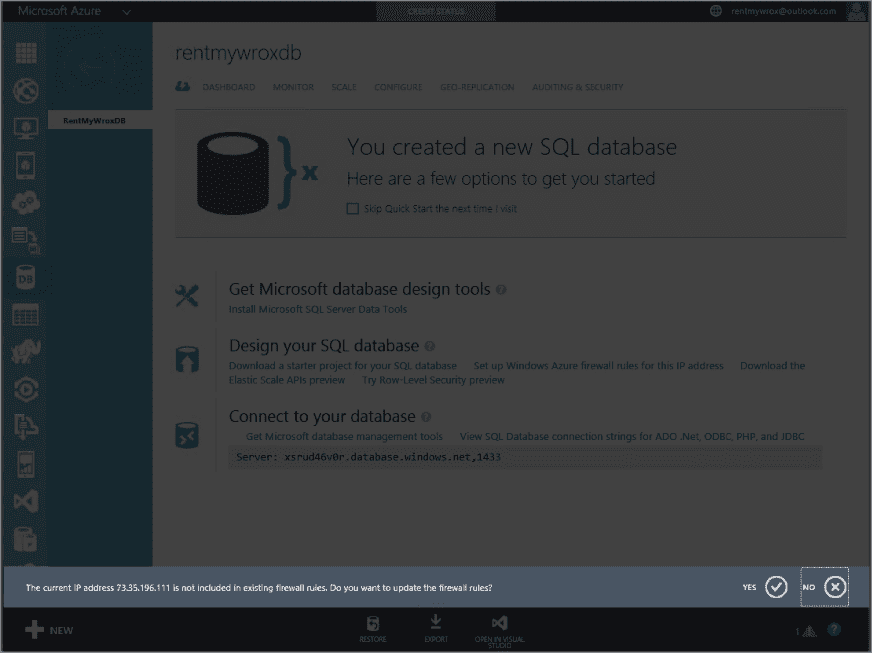 Microsoft Azure
CREDIT STATUS
rentmywrox@outlook.com
rentmywroxdb
DASHBOARD MONITOR SCALE CONFIGURE GEO-REPLICATION AUDITING & SECURITY
RentMyWroxDB
You created a new SQL database
Here are a few options to get you started
Skip Quick Start the next time I visit
Get Microsoft database design tools
Install Microsoft SQL Server Data Tools
Design your SQL database
Download a starter project for your SQL database Set up Windows Azure firewall rules for this IP address Download the
Elastic Scale APIs preview Try Row-Level Security preview
Connect to your database
Get Microsoft database management tools View SQL Database connection strings for ADO .Net, ODBC, PHP, and JDBC
Server: xsrud46v0r.database.windows.net,1433
The current IP address 73.35.196.111 is not included in existing firewall rules. Do you want to update the firewall rules?
YES
NO
NEW
RESTORE
EXPORT
OPEN IN VISUAL
STUDIO
1
DB